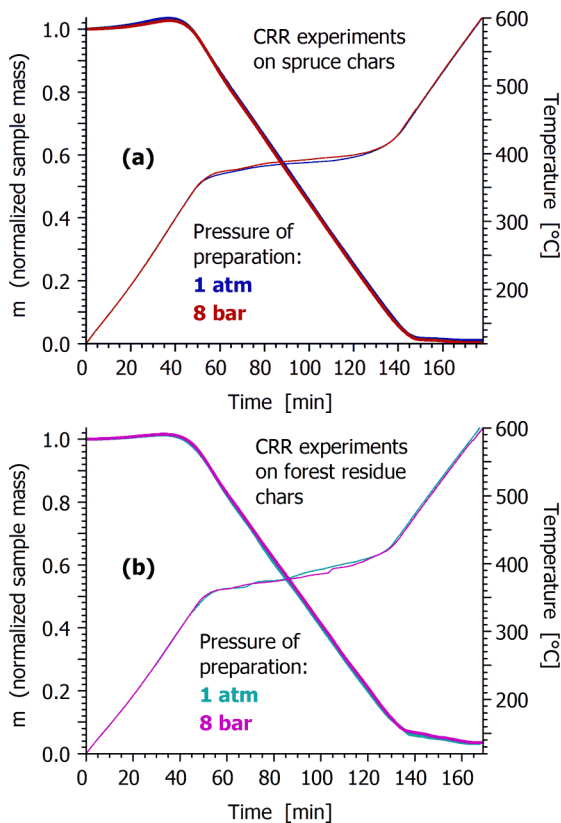 CRR experiments
on spruce chars
(a)
Pressure of
preparation:
1 atm
8 bar
m (normalized sample mass)
1.0
0.8
0.6
0.4
0.2
0.0
Temperature [°C]
600
500
400
300
200
0 20 40 60 80 100 120 140 160
Time [min]
CRR experiments
on forest residue
chars
(b)
Pressure of
preparation:
1 atm
8 bar
m (normalized sample mass)
1.0
0.8
0.6
0.4
0.2
0.0
Temperature [°C]
600
500
400
300
200
0 20 40 60 80 100 120 140 160
Time [min]